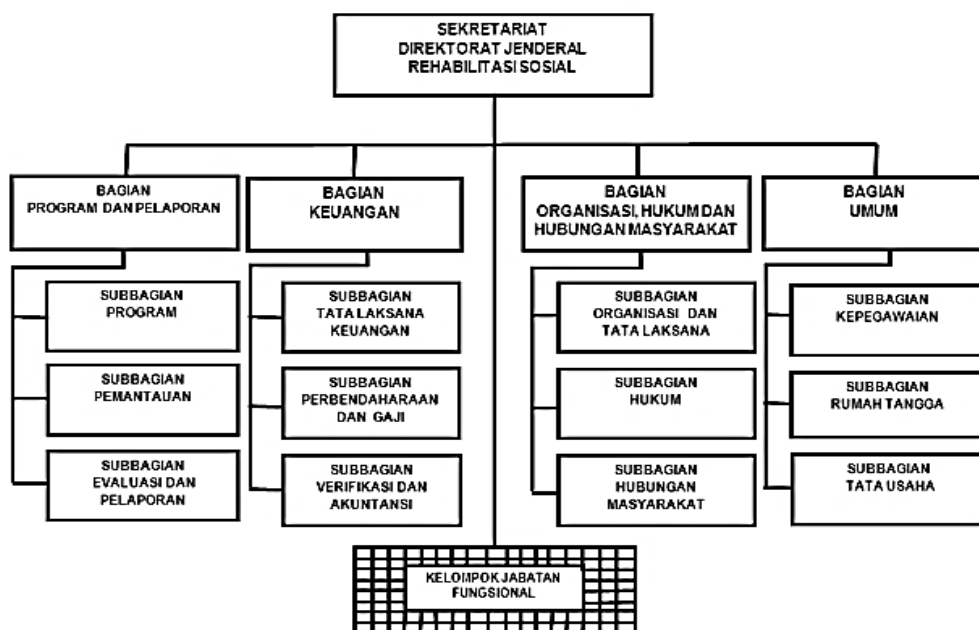 SEKRETARIAT
DIREKTORAT JENDERAL
REHABILITASI SOSIAL
BAGIAN
PROGRAM DAN PELAPORAN
BAGIAN
KEUANGAN
BAGIAN
ORGANISASI, HUKUM DAN
HUBUNGAN MASYARAKAT
BAGIAN
UMUM
SUBBAGIAN
PROGRAM
SUBBAGIAN
PEMANTAUAN
SUBBAGIAN
EVALUASI DAN
PELAPORAN
SUBBAGIAN
TATA LAKSANA
KEUANGAN
SUBBAGIAN
PERBENDAHARAAN
DAN GAJI
SUBBAGIAN
VERIFIKASI DAN
AKUNTANSI
SUBBAGIAN
ORGANISASI DAN
TATA LAKSANA
SUBBAGIAN
HUKUM
SUBBAGIAN
HUBUNGAN
MASYARAKAT
SUBBAGIAN
KEPEGAWAIAN
SUBBAGIAN
RUMAH TANGGA
SUBBAGIAN
TATA USAHA
KELOMPOK JABATAN
FUNGSIONAL